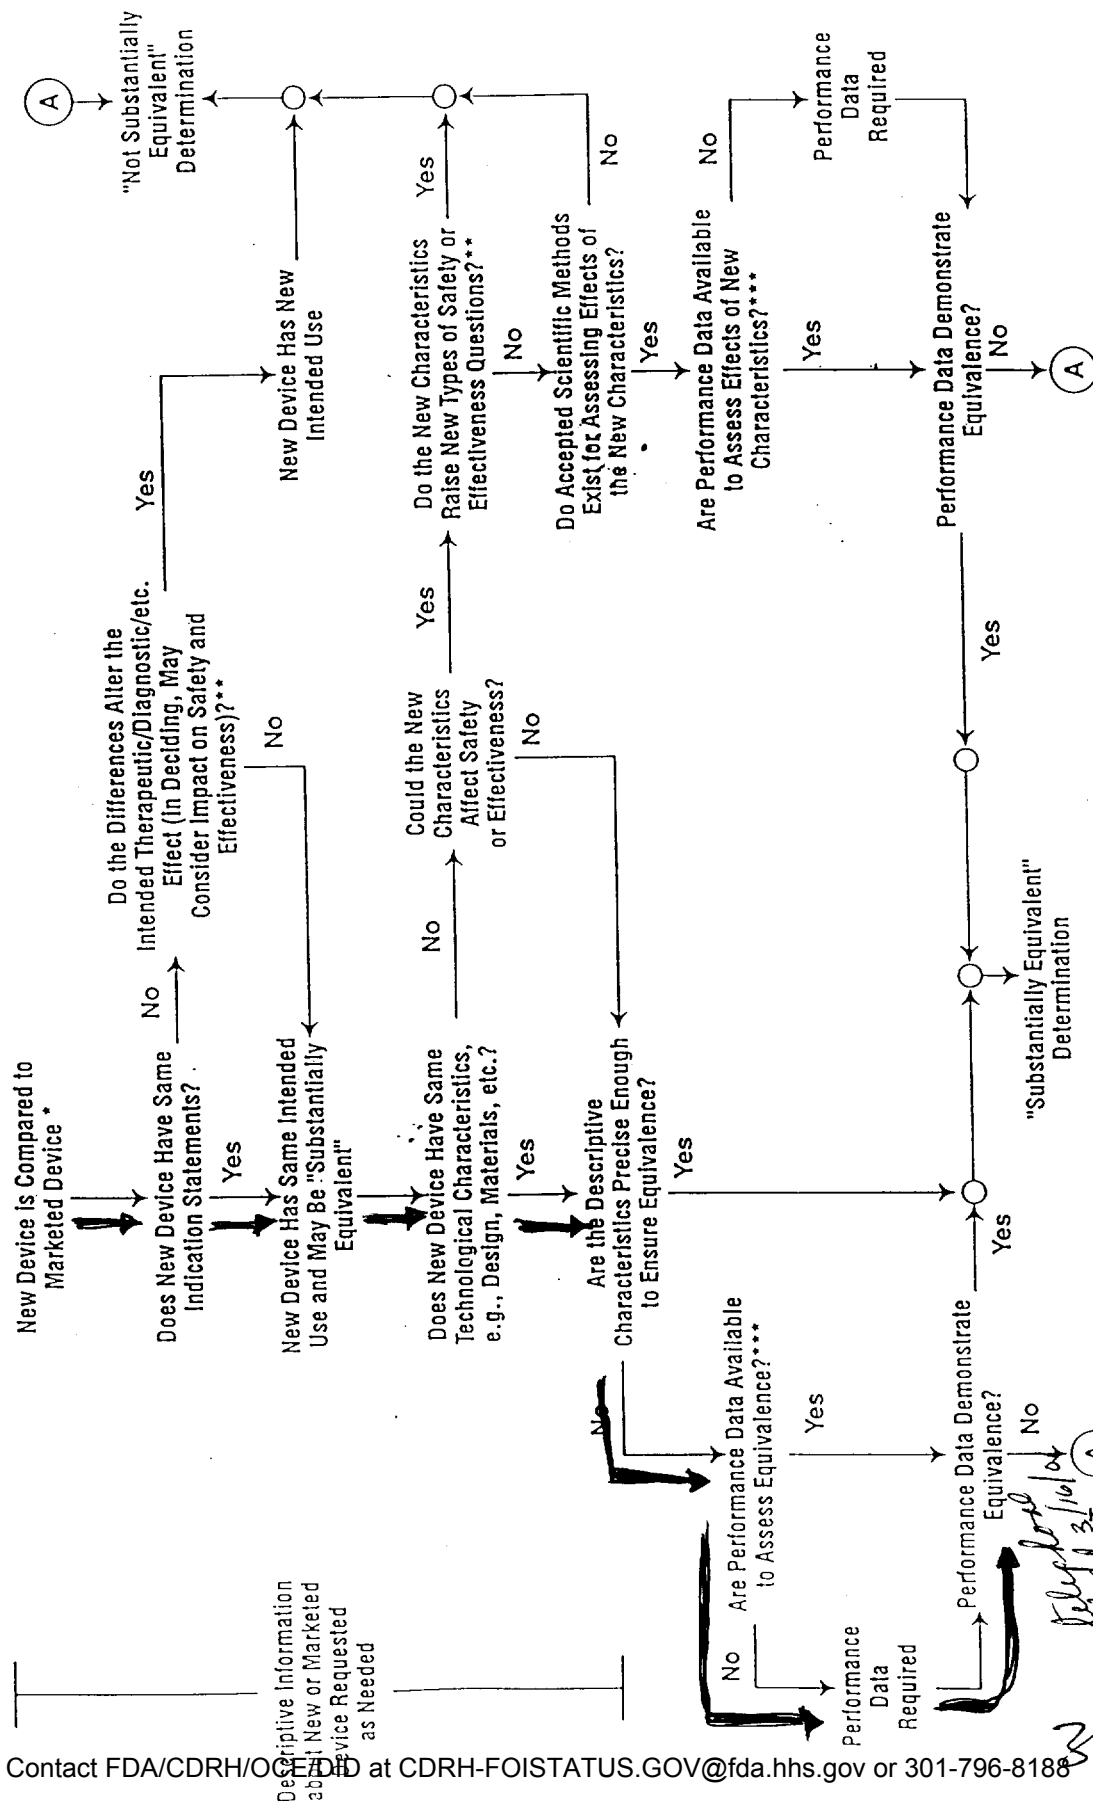 New Device is Compared to
Marketed Device *
Descriptive Information
about New or Marketed
Device Requested
as Needed
Does New Device Have Same
Indication Statements?
No
Do the Differences Alter the
Intended Therapeutic/Diagnostic/etc.
Effect (in Deciding, May
Consider Impact on Safety and
Effectiveness)?**
Yes
"Not Substantially
Equivalent"
Determination
A
Yes
No
New Device Has Same Intended
Use and May Be "Substantially
Equivalent"
New Device Has New
Intended Use
Does New Device Have Same
Technological Characteristics,
e.g., Design, Materials, etc.?
No
Could the New
Characteristics
Affect Safety
or Effectiveness?
Yes
Do the New Characteristics
Raise New Types of Safety or
Effectiveness Questions?**
Yes
Yes
No
No
Are the Descriptive
Characteristics Precise Enough
to Ensure Equivalence?
Do Accepted Scientific Methods
Exist for Assessing Effects of
the New Characteristics?
No
No
Yes
Yes
Are Performance Data Available
to Assess Equivalence?***
Are Performance Data Available
to Assess Effects of New
Characteristics?***
No
No
Yes
Yes
Performance
Data
Required
Performance
Data
Required
Performance Data Demonstrate
Equivalence?
Yes
Yes
Performance Data Demonstrate
Equivalence?
No
No
A
A
"Substantially Equivalent"
Determination
Telephone
3/16/
3
Contact FDA/CDRH/OCE/DID at CDRH-FOISTATUS.GOV@fda.hhs.gov or 301-796-8188